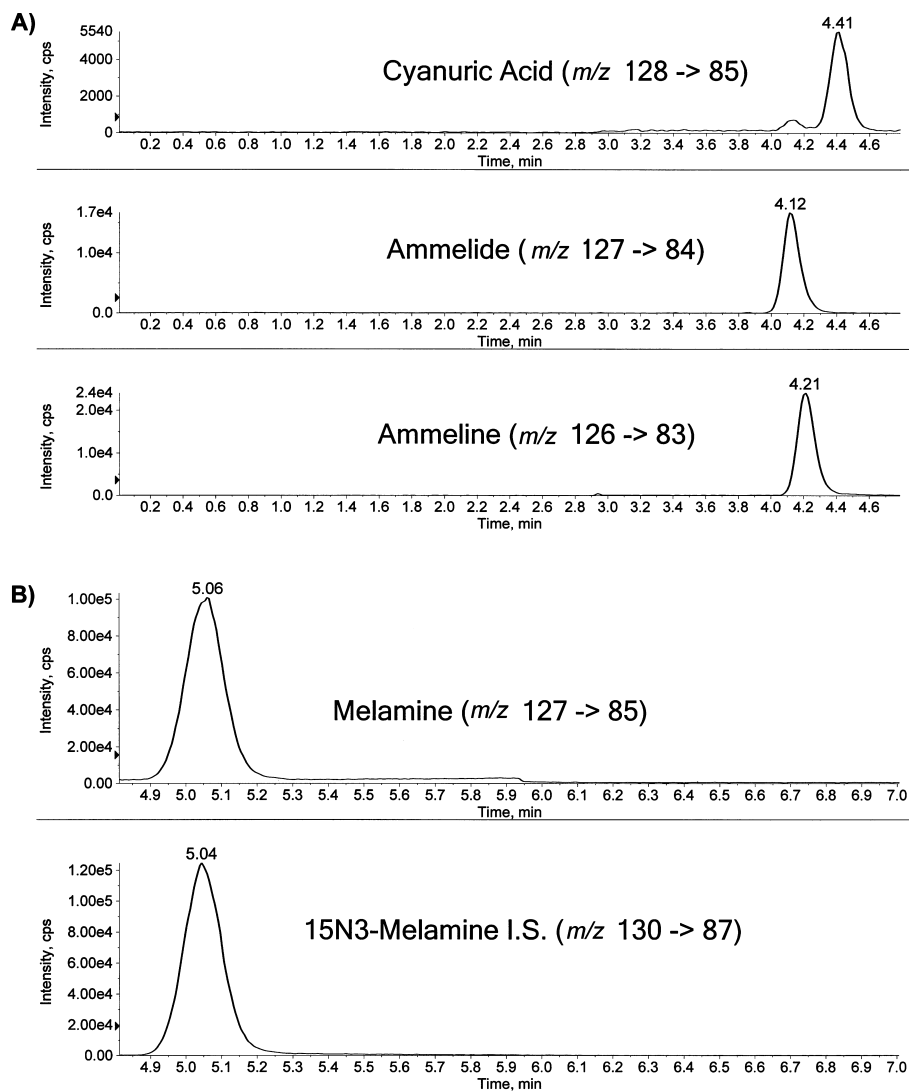 A)
4.41
5540
4000
2000
0
Intensity, cps
Cyanuric Acid (m/z 128 -> 85)
0.2 0.4 0.6 0.8 1.0 1.2 1.4 1.6 1.8 2.0 2.2 2.4 2.6 2.8 3.0 3.2 3.4 3.6 3.8 4.0 4.2 4.4 4.6
Time, min
4.12
1.7e4
1.0e4
0.0
Intensity, cps
Ammelide (m/z 127 -> 84)
0.2 0.4 0.6 0.8 1.0 1.2 1.4 1.6 1.8 2.0 2.2 2.4 2.6 2.8 3.0 3.2 3.4 3.6 3.8 4.0 4.2 4.4 4.6
Time, min
4.21
2.4e4
2.0e4
1.0e4
0.0
Intensity, cps
Ammeline (m/z 126 -> 83)
0.2 0.4 0.6 0.8 1.0 1.2 1.4 1.6 1.8 2.0 2.2 2.4 2.6 2.8 3.0 3.2 3.4 3.6 3.8 4.0 4.2 4.4 4.6
Time, min
B)
5.06
1.00e5
8.00e4
6.00e4
4.00e4
2.00e4
0.00
Intensity, cps
Melamine (m/z 127 -> 85)
4.9 5.0 5.1 5.2 5.3 5.4 5.5 5.6 5.7 5.8 5.9 6.0 6.1 6.2 6.3 6.4 6.5 6.6 6.7 6.8 6.9 7.0
Time, min
5.04
1.20e5
1.00e5
8.00e4
6.00e4
4.00e4
2.00e4
0.00
Intensity, cps
15N3-Melamine I.S. (m/z 130 -> 87)
4.9 5.0 5.1 5.2 5.3 5.4 5.5 5.6 5.7 5.8 5.9 6.0 6.1 6.2 6.3 6.4 6.5 6.6 6.7 6.8 6.9 7.0
Time, min